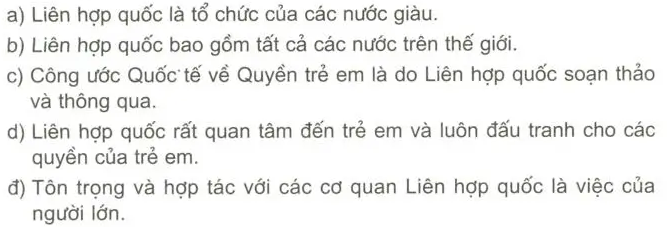 a) Liên hợp quốc là tổ chức của các nước giàu.
b) Liên hợp quốc bao gồm tất cả các nước trên thế giới.
c) Công ước Quốc tế về Quyền trẻ em là do Liên hợp quốc soạn thảo
và thông qua.
d) Liên hợp quốc rất quan tâm đến trẻ em và luôn đấu tranh cho các
quyền của trẻ em.
đ) Tôn trọng và hợp tác với các cơ quan Liên hợp quốc là việc của
người lớn.